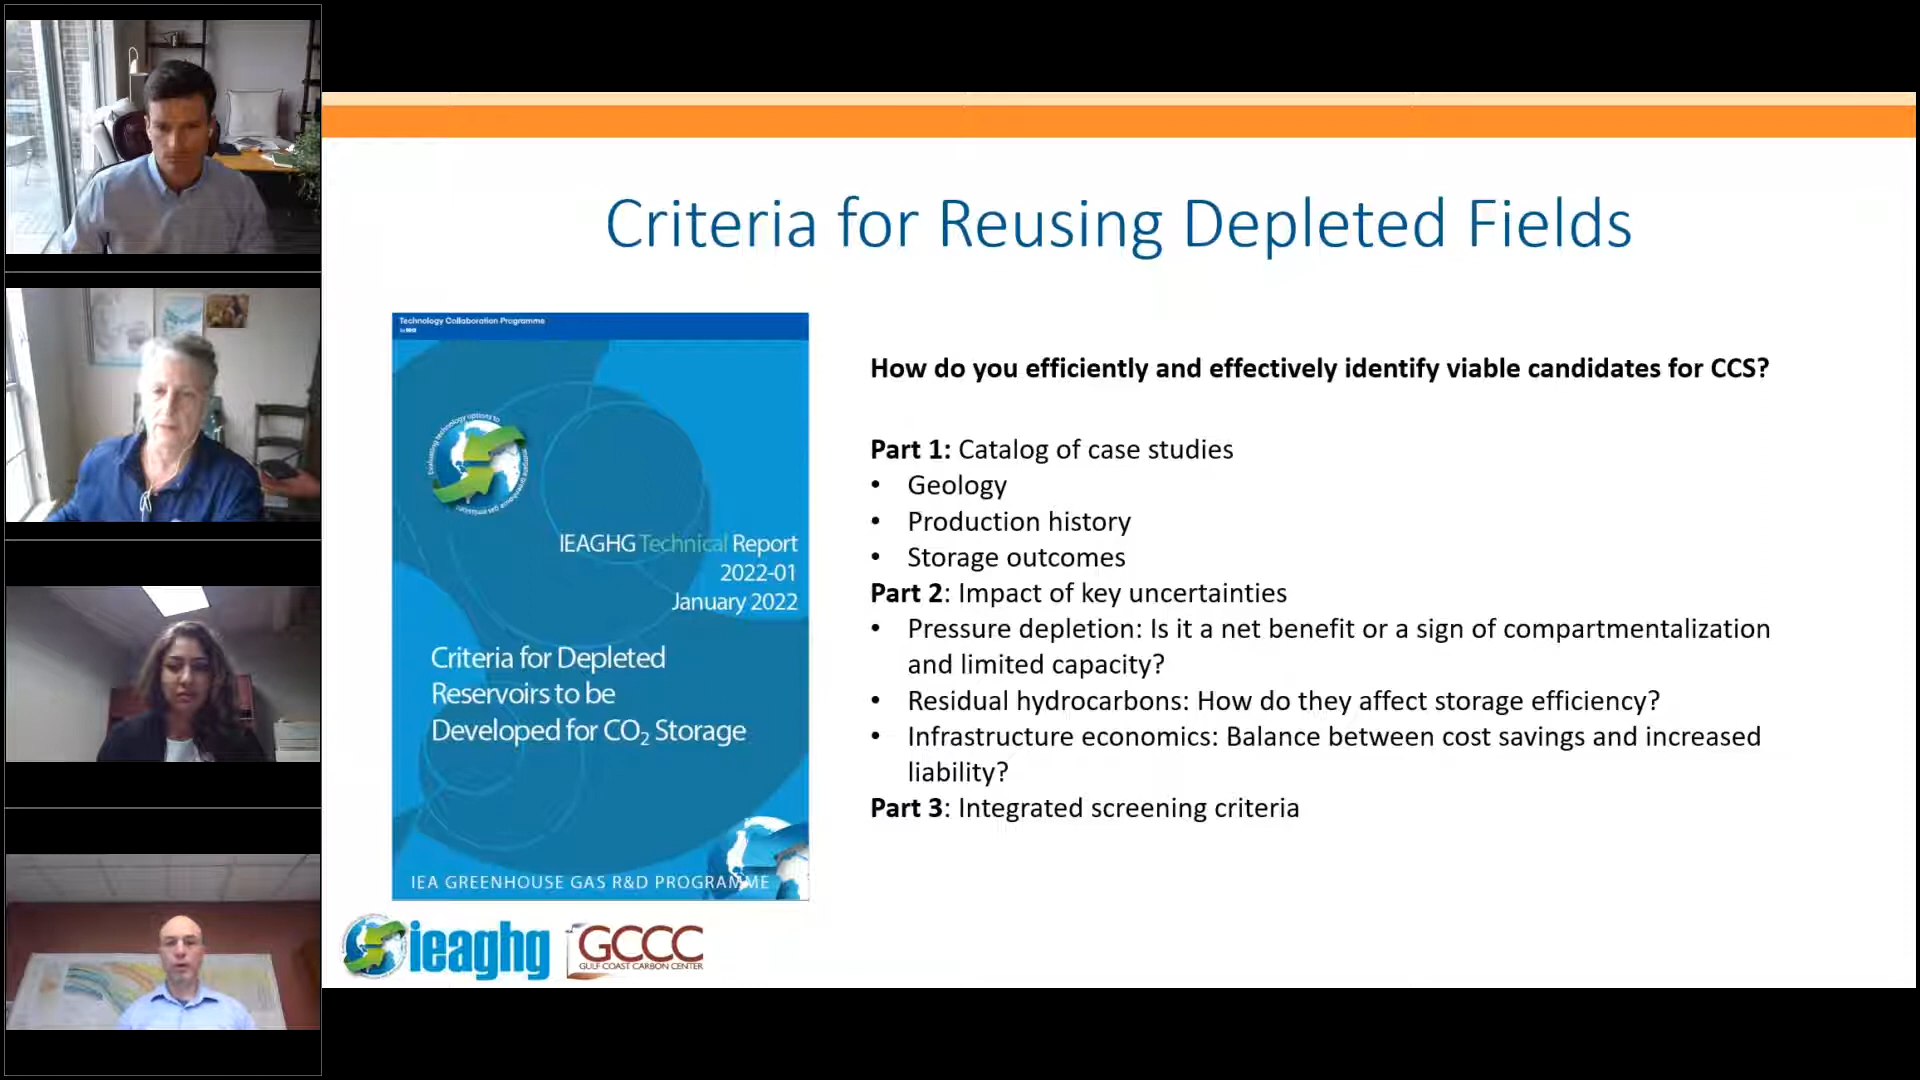 Criteria for Reusing Depleted Fields
Technology Collaboration Programme
Evaluating technology options to
IEAGHG Technical Report
2022-01
January 2022
Criteria for Depleted
Reservoirs to be
Developed for CO₂ Storage
IEA GREENHOUSE GAS R&D PROGRAMME
How do you efficiently and effectively identify viable candidates for CCS?
Part 1: Catalog of case studies
• Geology
• Production history
• Storage outcomes
Part 2: Impact of key uncertainties
• Pressure depletion: Is it a net benefit or a sign of compartmentalization
and limited capacity?
• Residual hydrocarbons: How do they affect storage efficiency?
• Infrastructure economics: Balance between cost savings and increased
liability?
Part 3: Integrated screening criteria
ieaghg
GCCC
GULF COAST CARBON CENTER